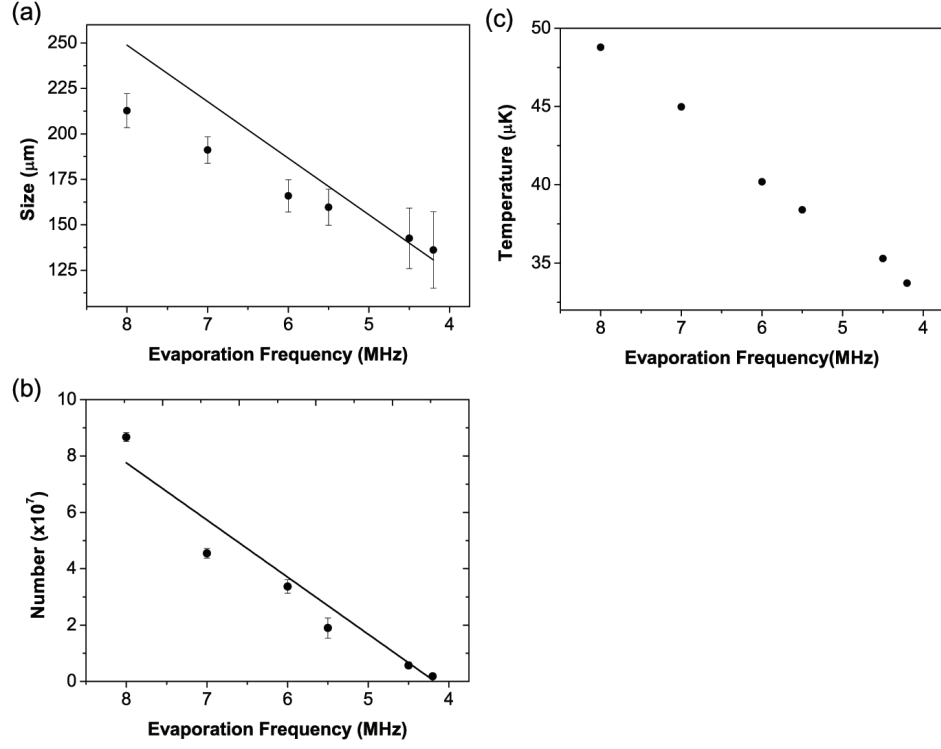 (a)
250
225
200
175
150
125
Size (μm)
8 7 6 5 4
Evaporation Frequency (MHz)
(c)
50
45
40
35
Temperature (μK)
8 7 6 5 4
Evaporation Frequency(MHz)
(b)
10
8
6
4
2
0
Number (x10⁷)
8 7 6 5 4
Evaporation Frequency (MHz)